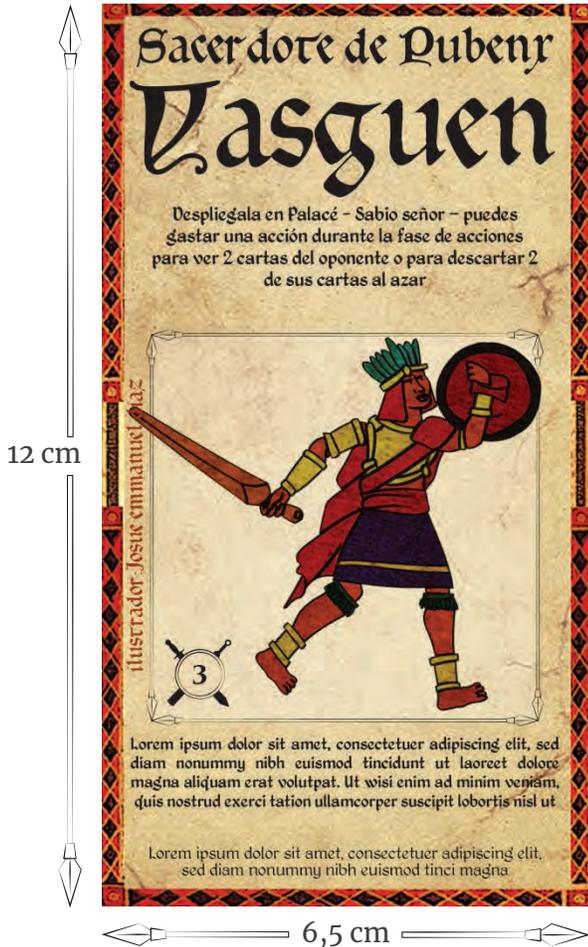 Sacerdote de Pubenx
Yasguen
Despliegala en Palacé - Sabio señor – puedes
gastar una acción durante la fase de acciones
para ver 2 cartas del oponente o para descartar 2
de sus cartas al azar
12 cm
ilustrador: Josue emmanuel Diaz
3
Lorem ipsum dolor sit amet, consectetuer adipiscing elit, sed
diam nonummy nibh euismod tincidunt ut laoreet dolore
magna aliquam erat volutpat. Ut wisi enim ad minim veniam,
quis nostrud exerci tation ullamcorper suscipit lobortis nisl ut
Lorem ipsum dolor sit amet, consectetuer adipiscing elit,
sed diam nonummy nibh euismod tinci magna
6,5 cm